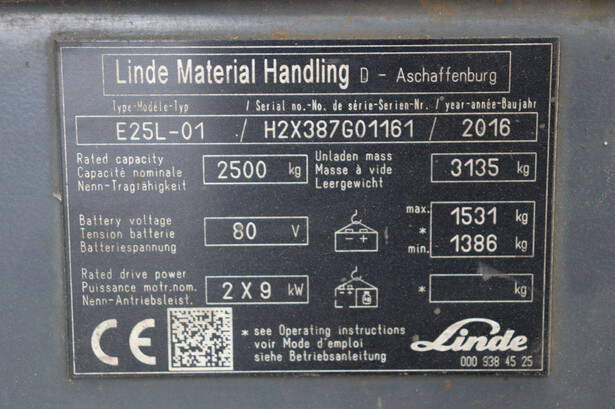 Linde Material Handling D - Aschaffenburg
Type-Modèle-Typ / Serial no.-No. de série-Serien-Nr. / year-année-Baujahr
E25L-01 / H2X387G01161 / 2016
Rated capacity
Capacité nominale
Nenn-Tragfähigkeit
2500 kg
Unladen mass
Masse à vide
Leergewicht
3135 kg
Battery voltage
Tension batterie
Batteriespannung
80 V
- +
max. 1531 kg
*
min. 1386 kg
Rated drive power
Puissance motr.nom.
Nenn-Antriebsleist.
2 X 9 kW
* kg
CE
* see Operating instructions
voir Mode d'emploi
siehe Betriebsanleitung
Linde
000 938 45 25